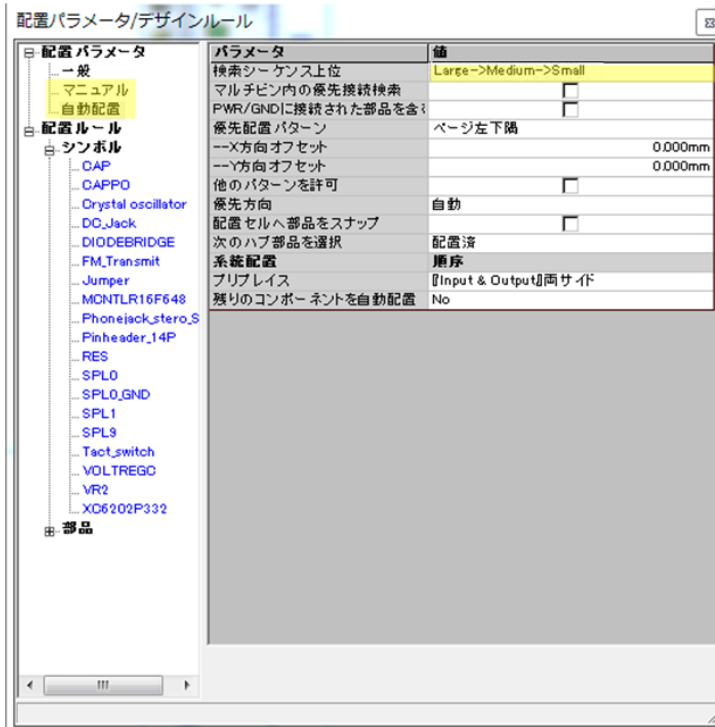 配置パラメータ/デザインルール
配置パラメータ
一般
マニュアル
自動配置
配置ルール
シンボル
CAP
CAPPO
Crystal oscillator
DC_Jack
DIODEBRIDGE
FM_Transmit
Jumper
MCNTLR16F648
Phonejack_stero_S
Pinheader_14P
RES
SPL0
SPL0_GND
SPL1
SPL9
Tact_switch
VOLTREGC
VR2
XC6202P332
部品
パラメータ 値
検索シーケンス上位 Large->Medium->Small
マルチピン内の優先接続検索
PWR/GNDに接続された部品を含
優先配置パターン ページ左下隅
--X方向オフセット 0.000mm
--Y方向オフセット 0.000mm
他のパターンを許可
優先方向 自動
配置セルへ部品をスナップ
次のハブ部品を選択 配置済
系統配置 順序
プリプレイス 『Input & Output』両サイド
残りのコンポーネントを自動配置 No